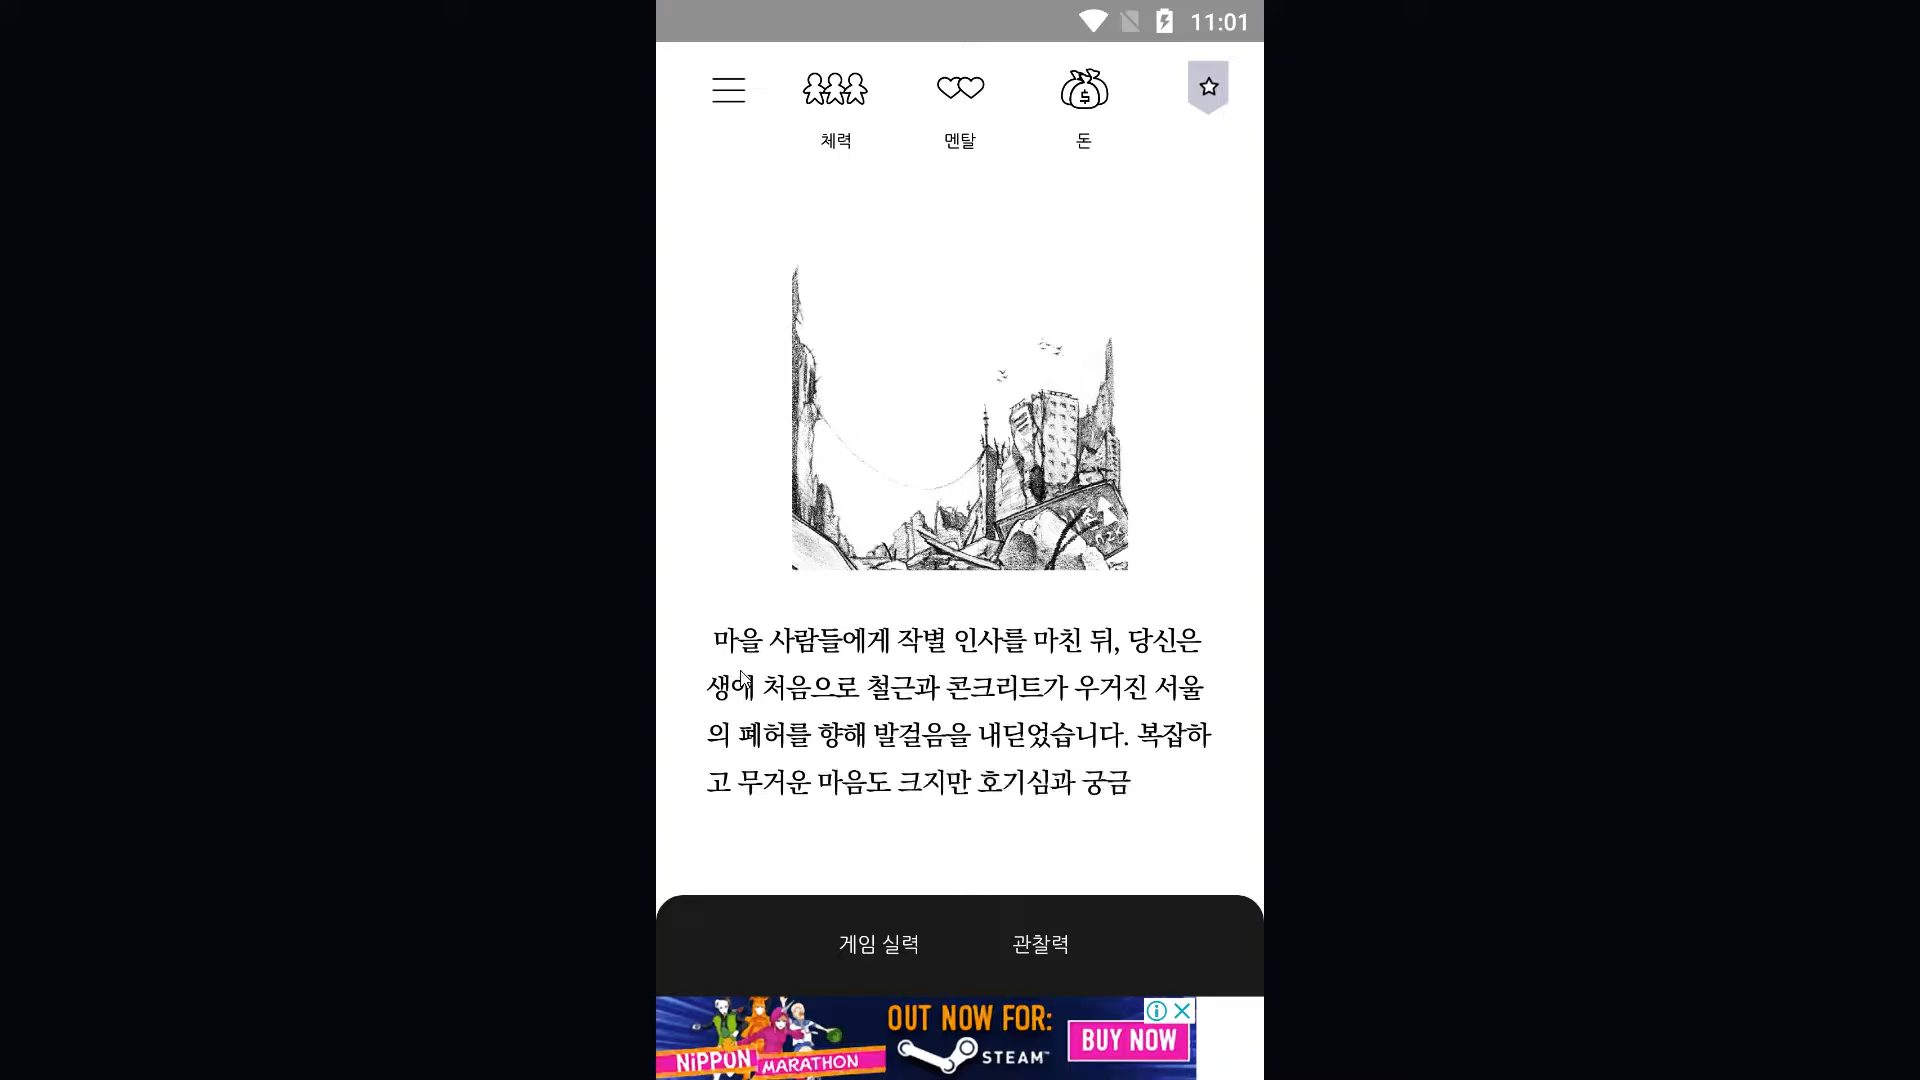 11:01
체력 멘탈 돈
마을 사람들에게 작별 인사를 마친 뒤, 당신은
생애 처음으로 철근과 콘크리트가 우거진 서울
의 폐허를 향해 발걸음을 내딛었습니다. 복잡하
고 무거운 마음도 크지만 호기심과 궁금
게임 실력 관찰력
NIPPON MARATHON
OUT NOW FOR:
STEAM™
BUY NOW